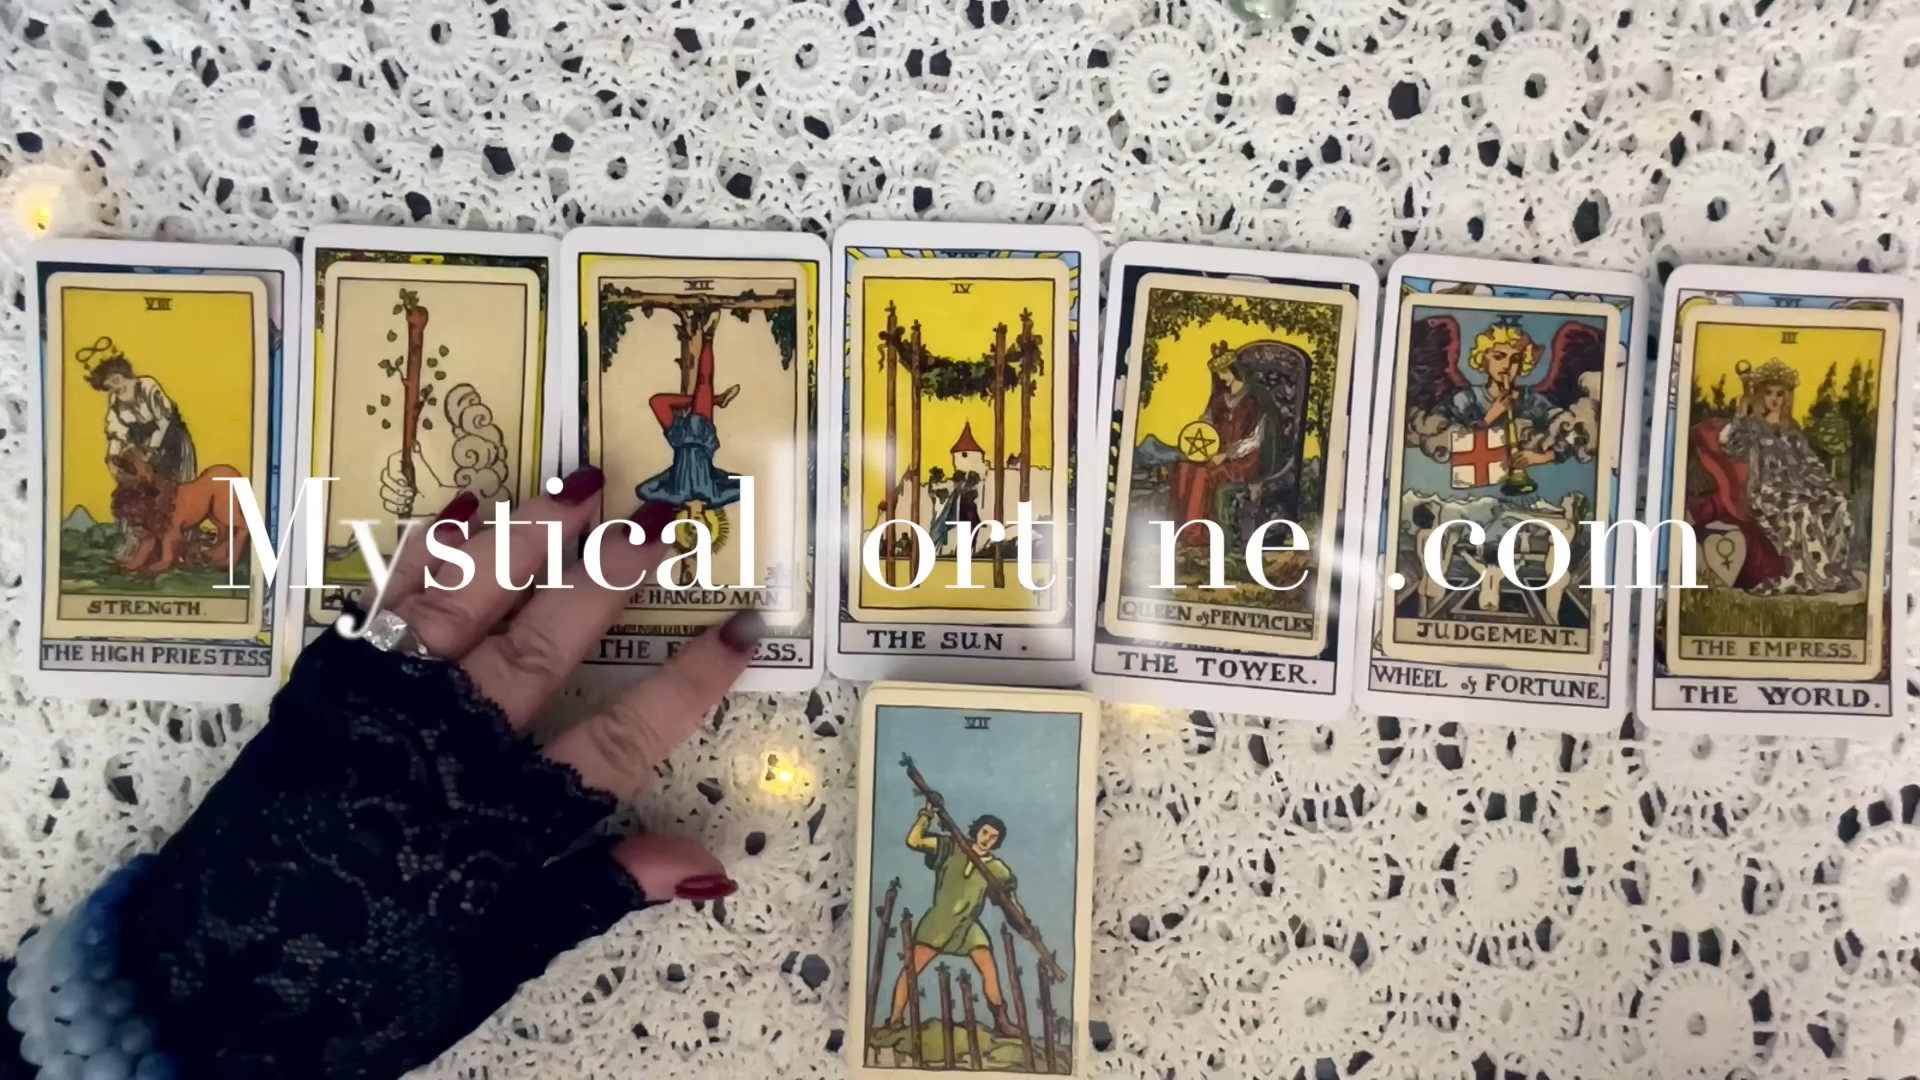 VIII
XII
IV
III
STRENGTH.
THE HANGED MAN.
QUEEN of PENTACLES
JUDGEMENT.
THE EMPRESS.
THE HIGH PRIESTESS
THE SUN.
THE TOWER.
WHEEL of FORTUNE.
THE WORLD.
Mystical ort ne .com
VII